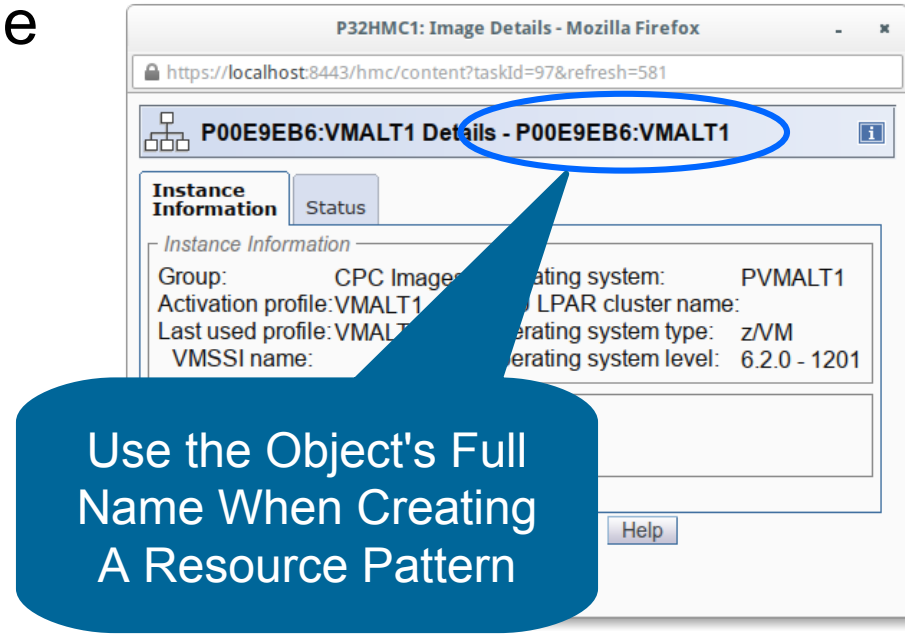 e
P32HMC1: Image Details - Mozilla Firefox
https://localhost:8443/hmc/content?taskId=97&refresh=581
P00E9EB6:VMALT1 Details - P00E9EB6:VMALT1
Instance
Information
Status
Instance Information
Group: CPC Images ating system: PVMALT1
Activation profile: VMALT1 LPAR cluster name:
Last used profile: VMALT erating system type: z/VM
VMSSI name: erating system level: 6.2.0 - 1201
Use the Object's Full
Name When Creating
A Resource Pattern
Help